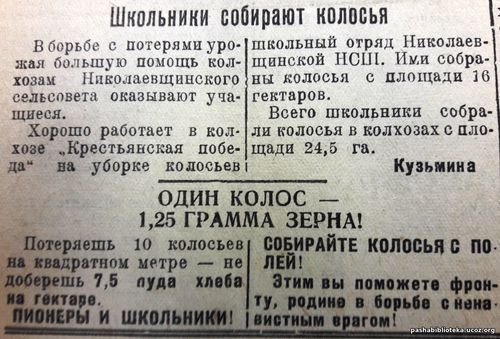 Школьники собирают колосья
В борьбе с потерями уро-
жая большую помощь кол-
хозам Николаевщинского
сельсовета оказывают уча-
щиеся.
Хорошо работает в кол-
хозе „Крестьянская побе-
да" на уборке колосьев
школьный отряд Николаев-
щинской НСШ. Ими собра-
ны колосья с площади 16
гектаров.
Всего школьники собра-
ли колосья в колхозах с пло-
щади 24,5 га.
Кузьмина
ОДИН КОЛОС —
1,25 ГРАММА ЗЕРНА!
Потеряешь 10 колосьев
на квадратном метре — не
доберешь 7,5 пуда хлеба
на гектаре.
ПИОНЕРЫ И ШКОЛЬНИКИ!
СОБИРАЙТЕ КОЛОСЬЯ С ПО-
ЛЕЙ!
Этим вы поможете фрон-
ту, родине в борьбе с нена-
вистным врагом!
pashabiblioteka.ucoz.org